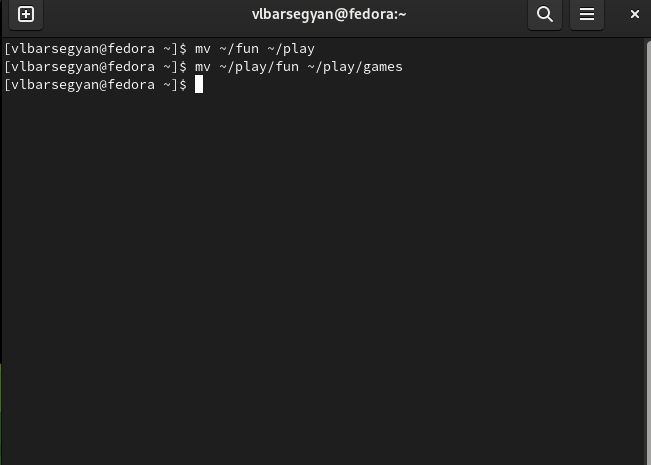 vlbarsegyan@fedora:~
[vlbarsegyan@fedora ~]$ mv ~/fun ~/play
[vlbarsegyan@fedora ~]$ mv ~/play/fun ~/play/games
[vlbarsegyan@fedora ~]$